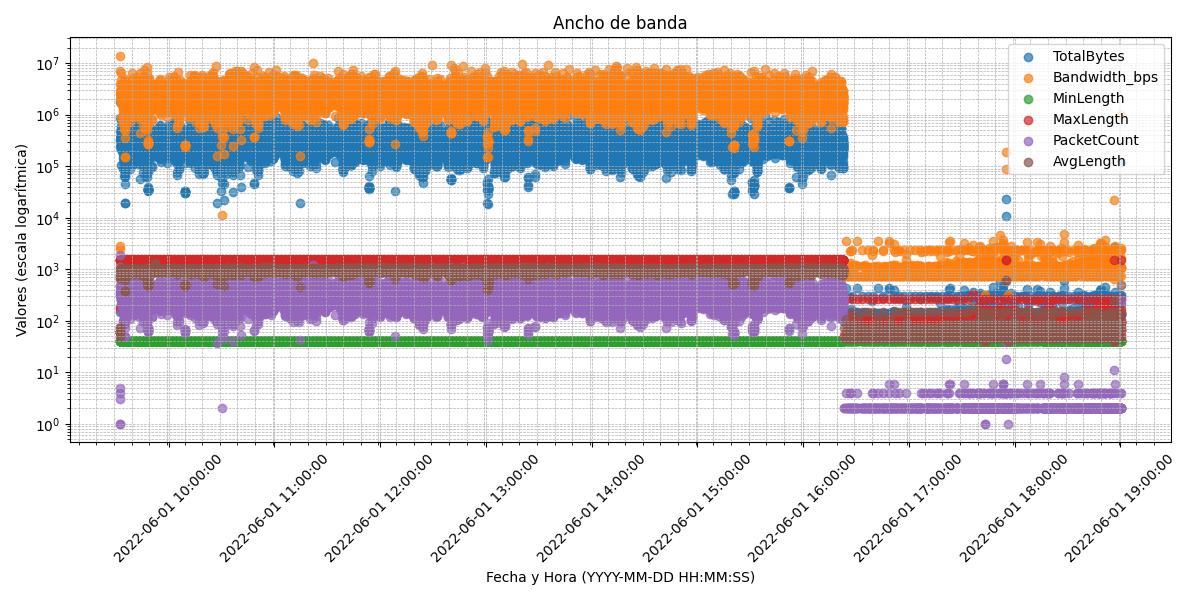 Ancho de banda
TotalBytes
Bandwidth_bps
MinLength
MaxLength
PacketCount
AvgLength
Valores (escala logarítmica)
10⁷
10⁶
10⁵
10⁴
10³
10²
10¹
10⁰
2022-06-01 10:00:00
2022-06-01 11:00:00
2022-06-01 12:00:00
2022-06-01 13:00:00
2022-06-01 14:00:00
2022-06-01 15:00:00
2022-06-01 16:00:00
2022-06-01 17:00:00
2022-06-01 18:00:00
2022-06-01 19:00:00
Fecha y Hora (YYYY-MM-DD HH:MM:SS)